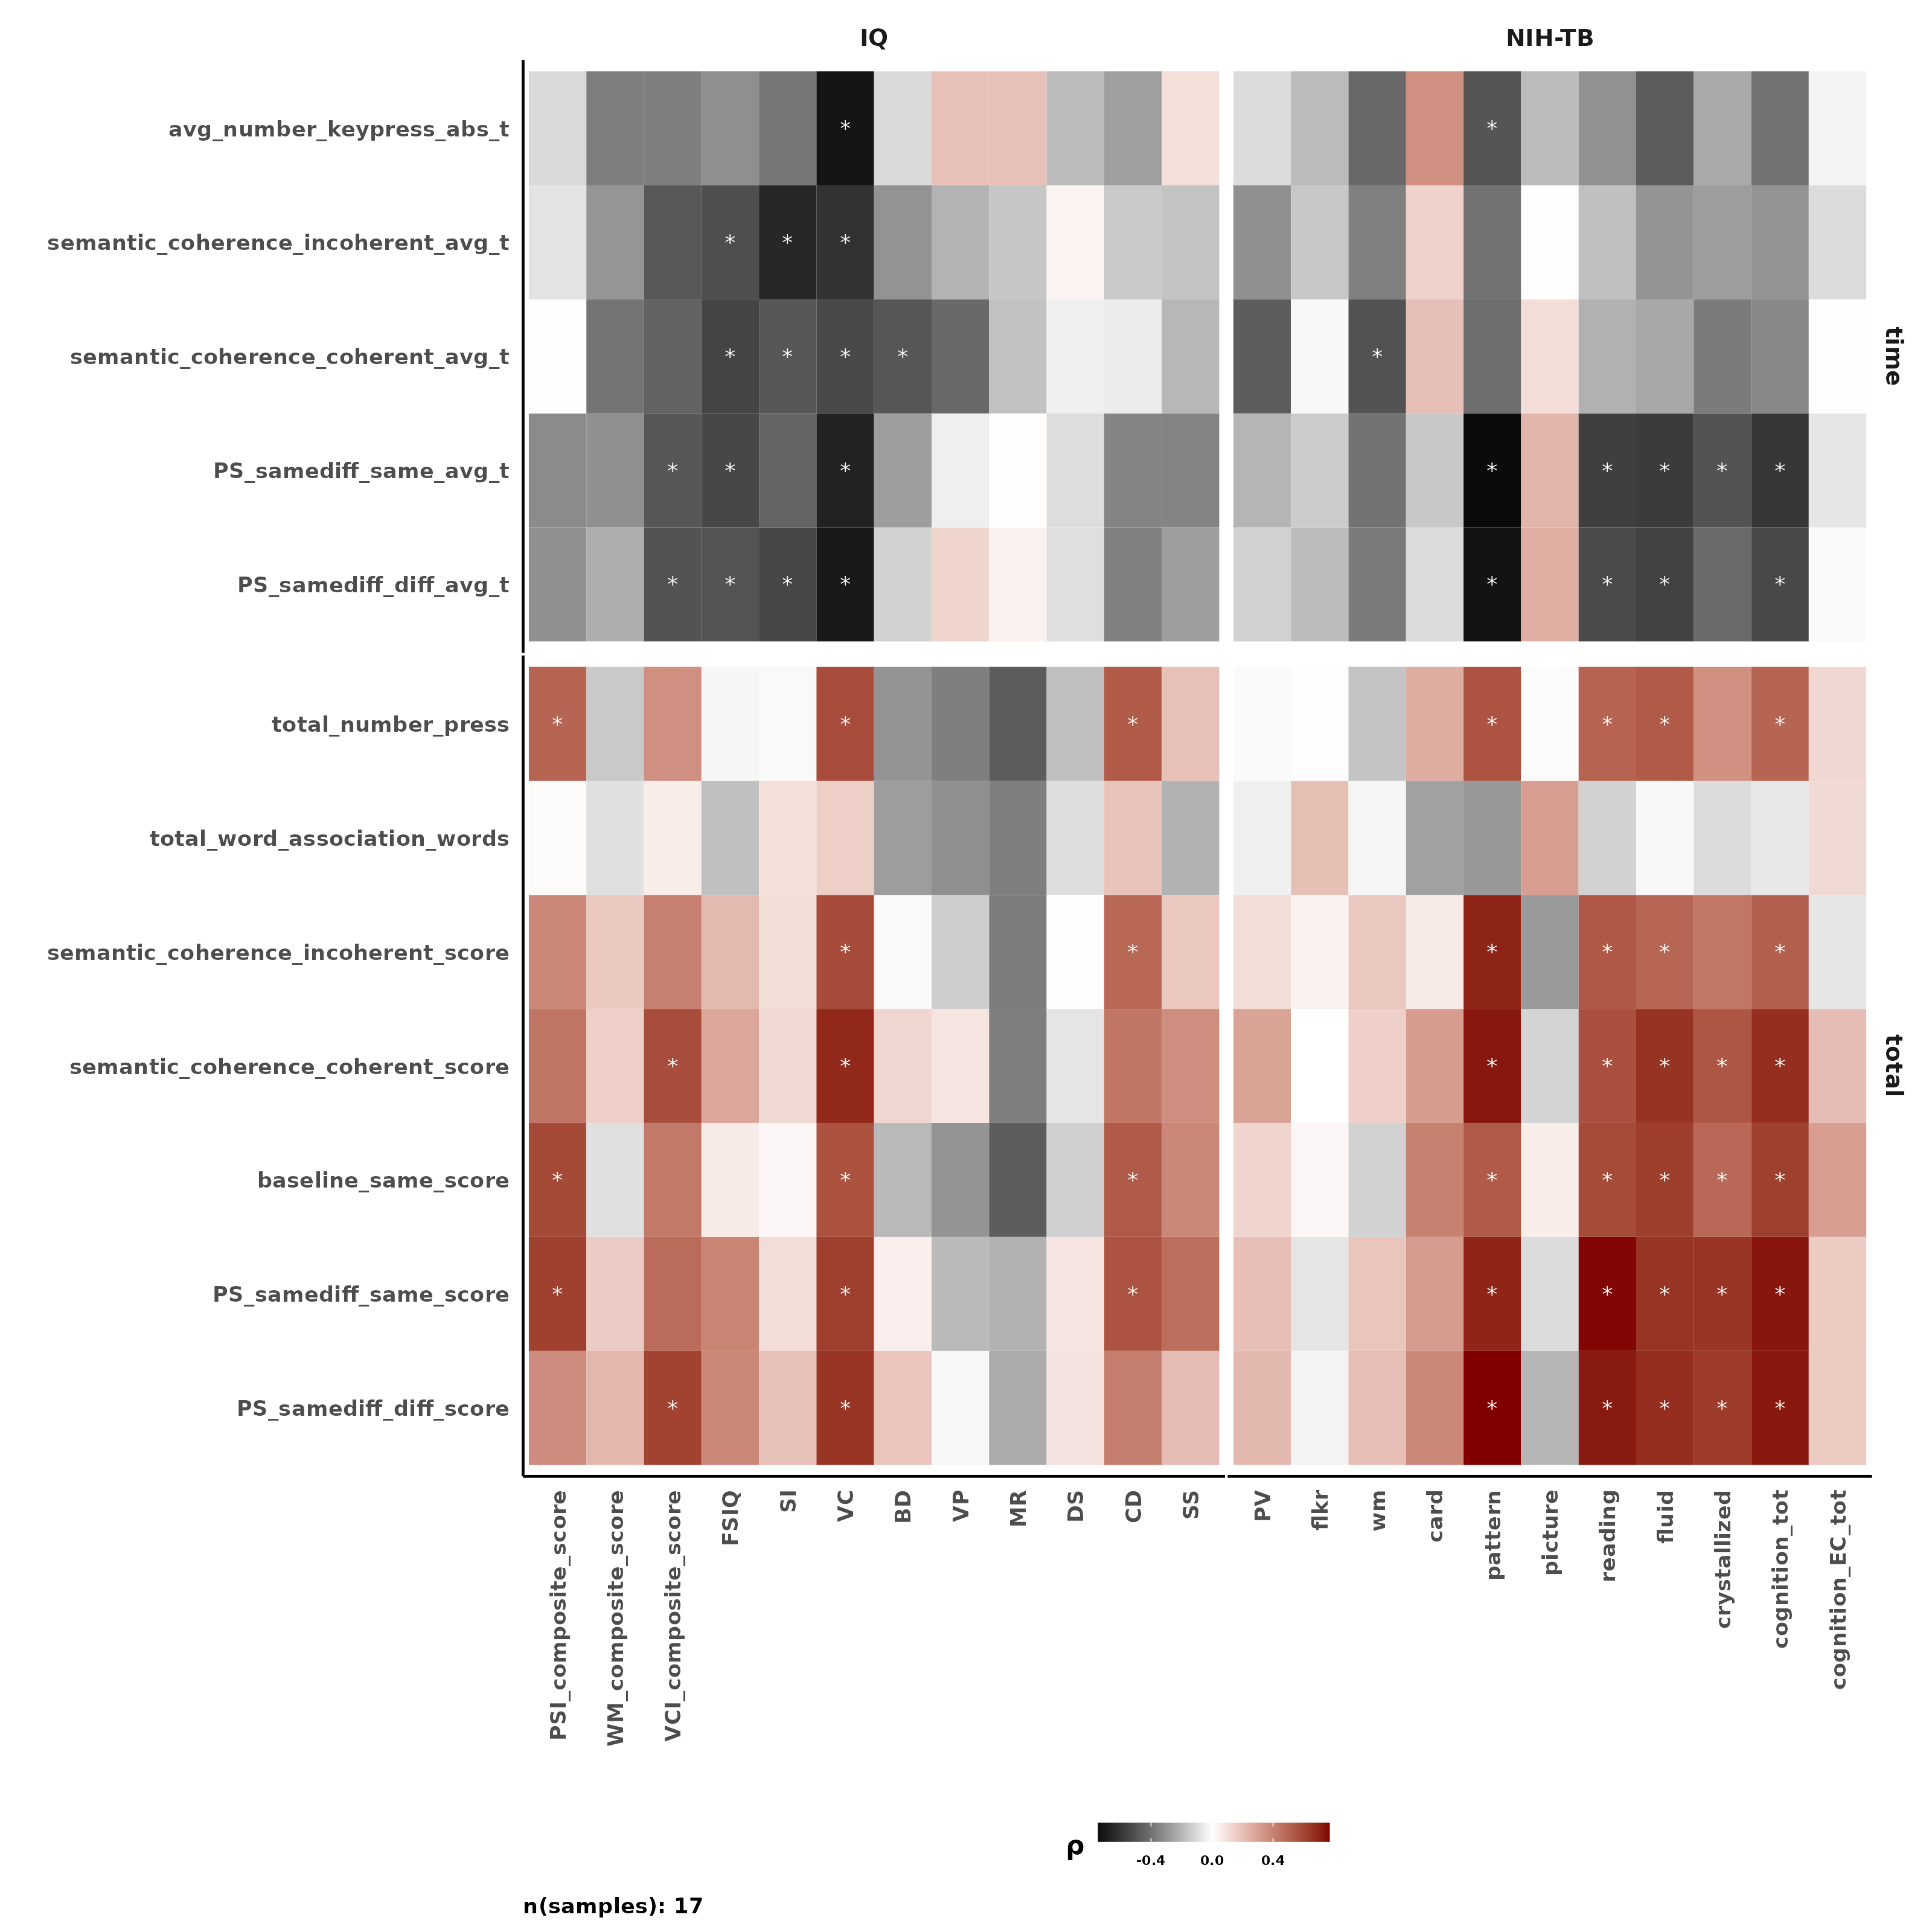 IQ
NIH-TB
avg_number_keypress_abs_t
* *
semantic_coherence_incoherent_avg_t
* * *
semantic_coherence_coherent_avg_t
* * * * *
PS_samediff_same_avg_t
* * * * * * * *
PS_samediff_diff_avg_t
* * * * * * * *
time
total_number_press
* * * * * * *
total_word_association_words
semantic_coherence_incoherent_score
* * * * * *
semantic_coherence_coherent_score
* * * * * * *
baseline_same_score
* * * * * * * *
PS_samediff_same_score
* * * * * * * *
PS_samediff_diff_score
* * * * * * *
total
PSI_composite_score
WM_composite_score
VCI_composite_score
FSIQ
SI
VC
BD
VP
MR
DS
CD
SS
PV
flkr
wm
card
pattern
picture
reading
fluid
crystallized
cognition_tot
cognition_EC_tot
ρ
-0.4 0.0 0.4
n(samples): 17